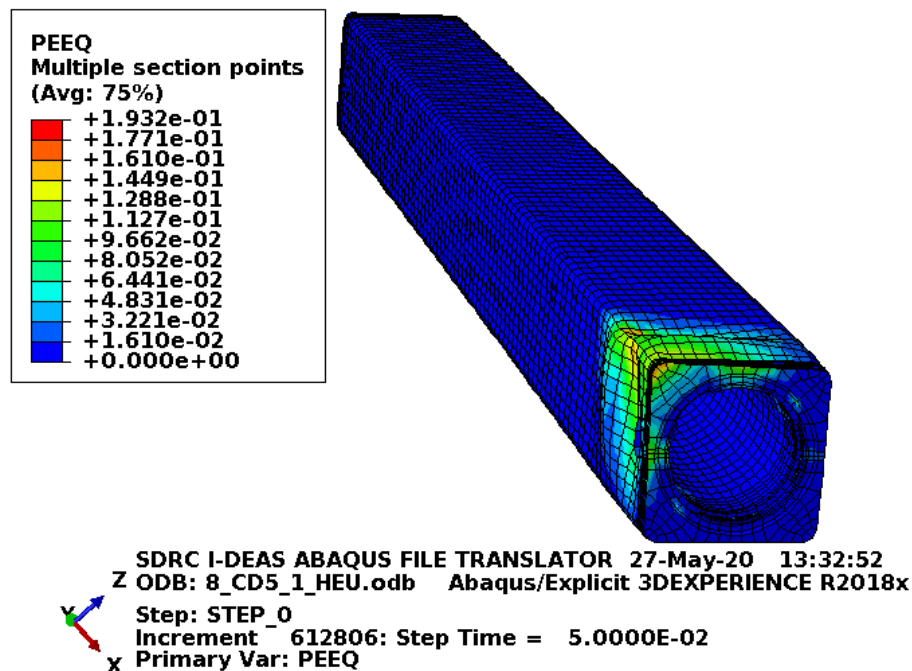 PEEQ
Multiple section points
(Avg: 75%)
+1.932e-01
+1.771e-01
+1.610e-01
+1.449e-01
+1.288e-01
+1.127e-01
+9.662e-02
+8.052e-02
+6.441e-02
+4.831e-02
+3.221e-02
+1.610e-02
+0.000e+00
SDRC I-DEAS ABAQUS FILE TRANSLATOR 27-May-20 13:32:52
ODB: 8_CD5_1_HEU.odb Abaqus/Explicit 3DEXPERIENCE R2018x
Step: STEP_0
Increment 612806: Step Time = 5.0000E-02
Primary Var: PEEQ
Z
Y
X